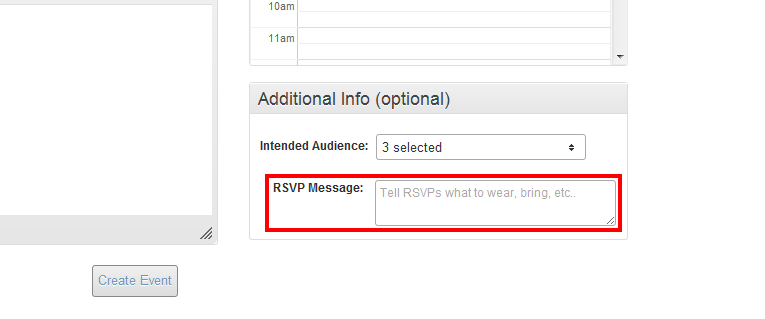 10am
11am
Additional Info (optional)
Intended Audience: 3 selected
RSVP Message: Tell RSVPs what to wear, bring, etc..
Create Event